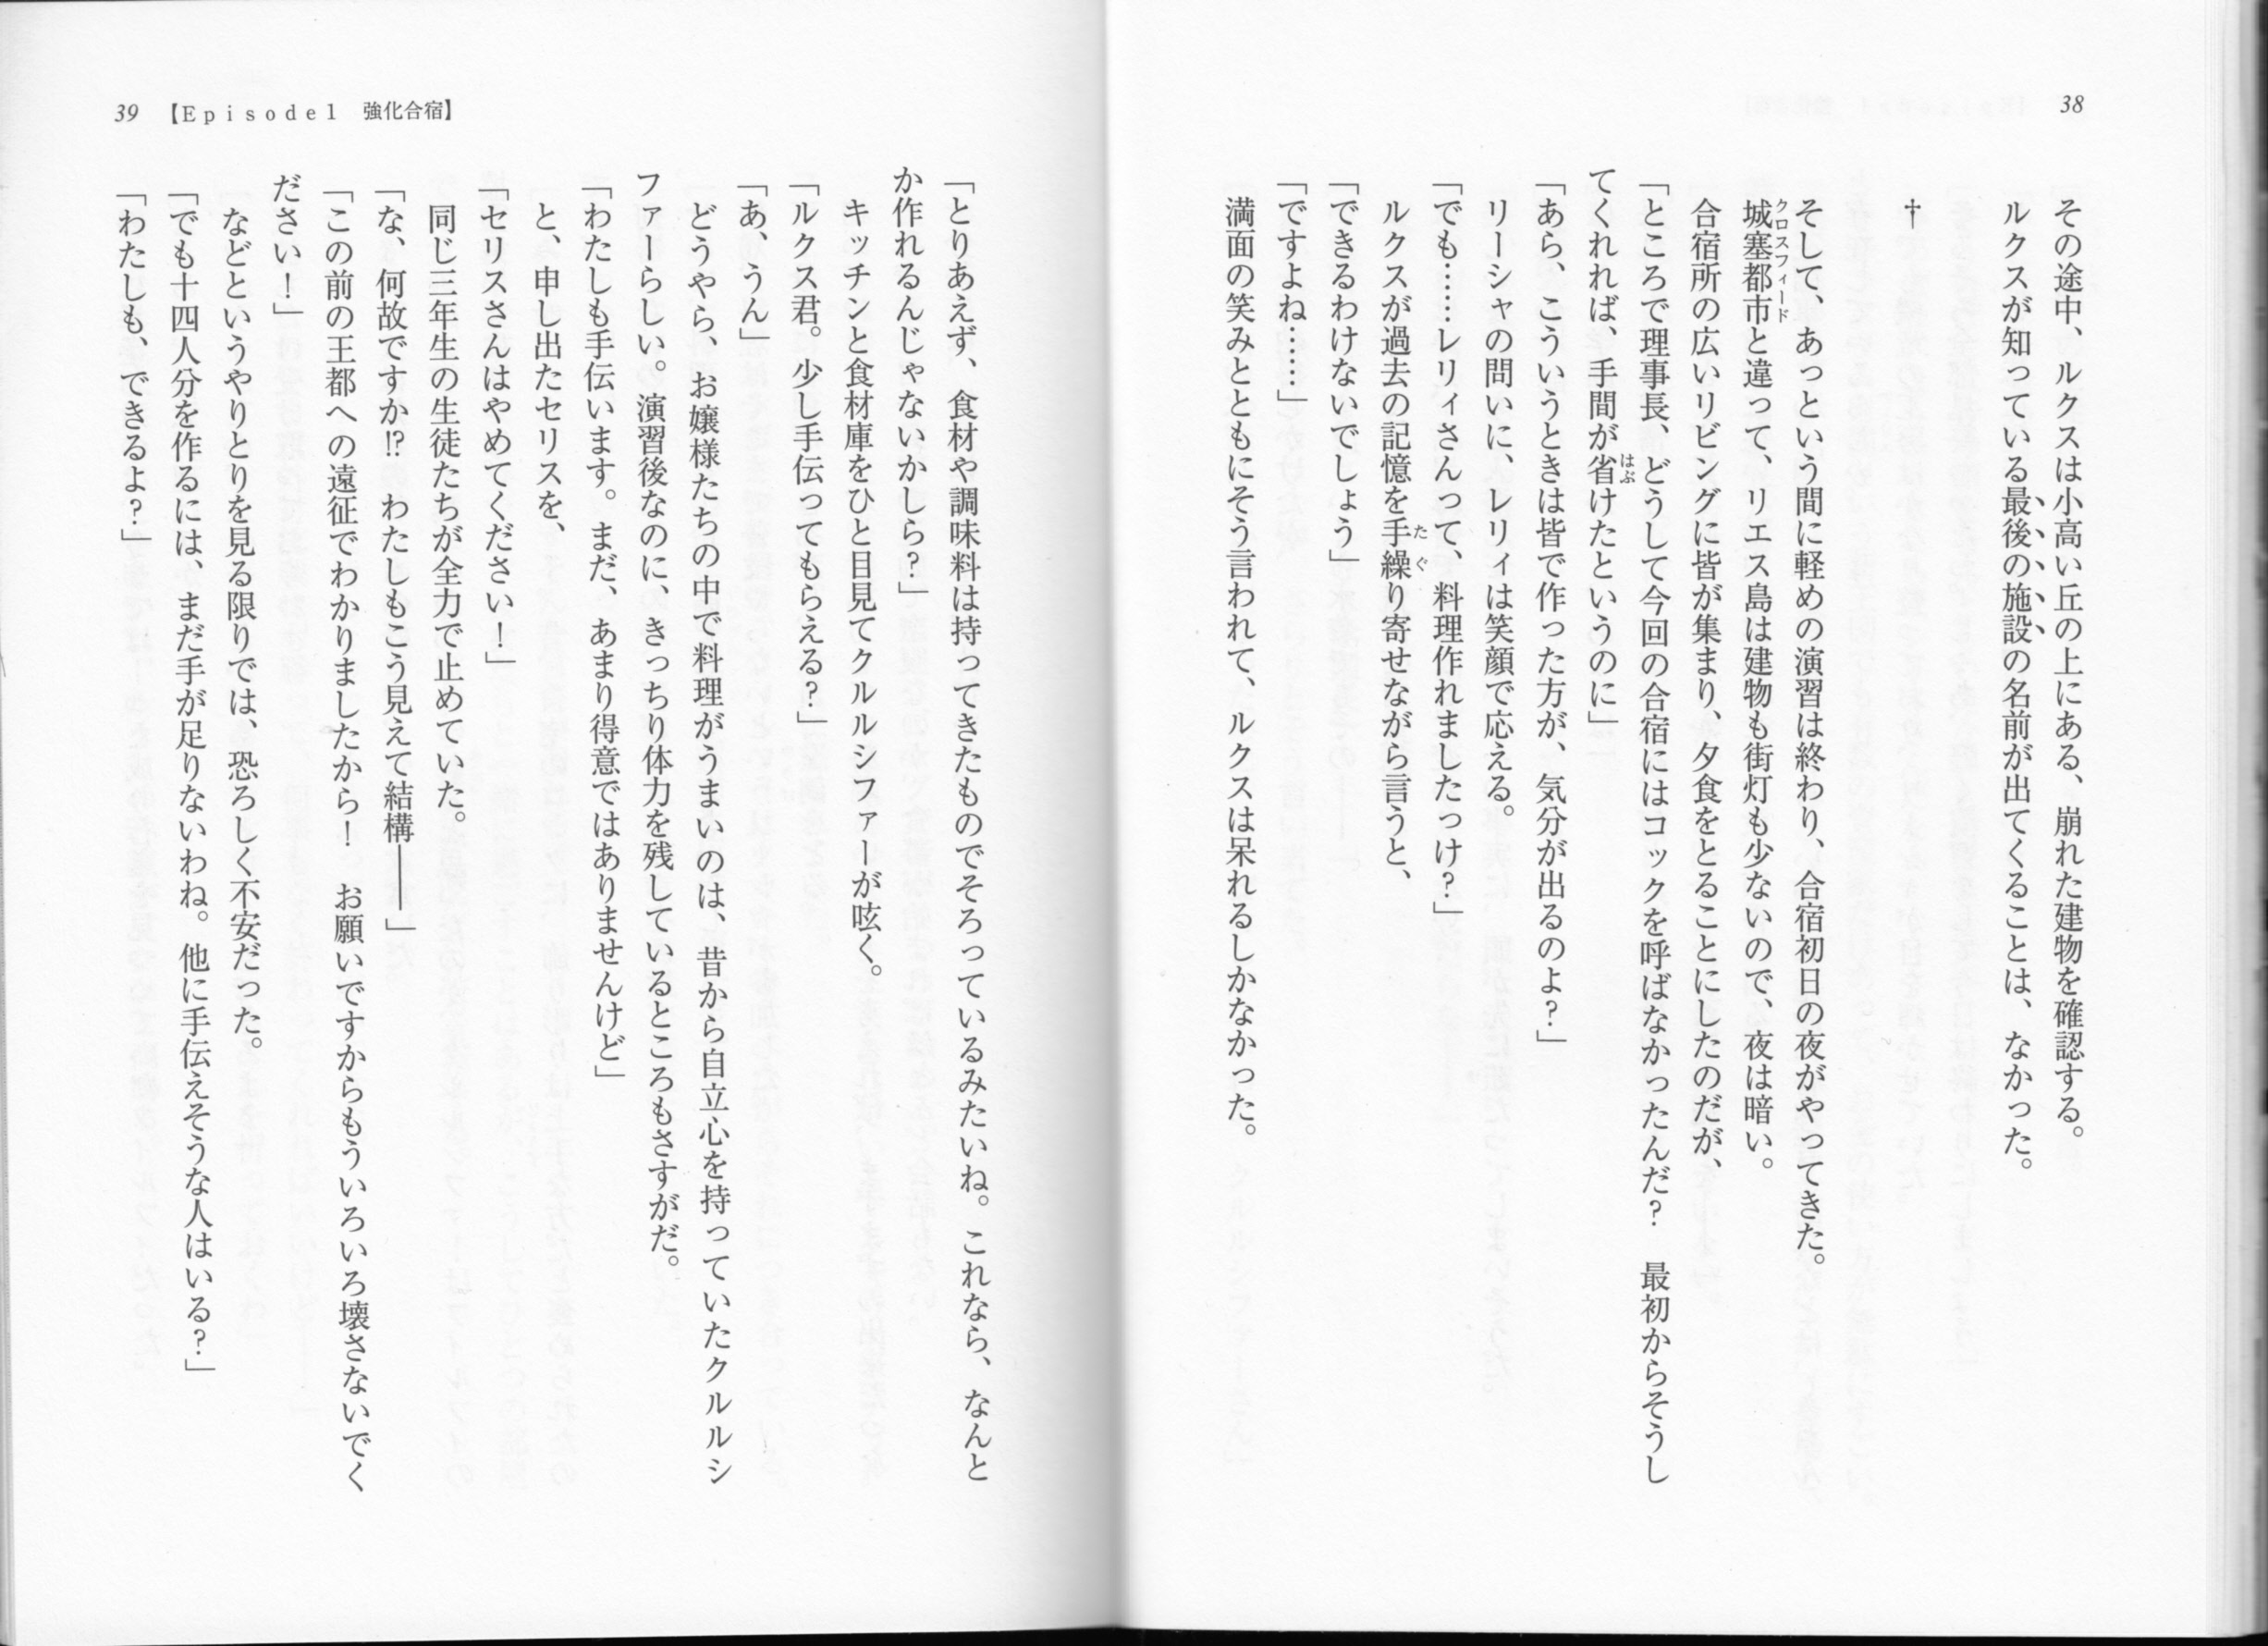 38
その途中、ルクスは小高い丘の上にある、崩れた建物を確認する。
ルクスが知っている最後の施設の名前が出てくることは、なかった。
†
そして、あっという間に軽めの演習は終わり、合宿初日の夜がやってきた。
城塞都市と違って、リエス島は建物も街灯も少ないので、夜は暗い。
クロスフィード
合宿所の広いリビングに皆が集まり、夕食をとることにしたのだが、
「ところで理事長、どうして今回の合宿にはコックを呼ばなかったんだ？　最初からそうし
てくれれば、手間が省けたというのに」
はぶ
「あら、こういうときは皆で作った方が、気分が出るのよ？」
リーシャの問いに、レリィは笑顔で応える。
「でも……レリィさんって、料理作れましたっけ？」
ルクスが過去の記憶を手繰り寄せながら言うと、
たぐ
「できるわけないでしょう」
「ですよね……」
満面の笑みとともにそう言われて、ルクスは呆れるしかなかった。
39 【Episode1　強化合宿】
「とりあえず、食材や調味料は持ってきたものでそろっているみたいね。これなら、なんと
か作れるんじゃないかしら？」
キッチンと食材庫をひと目見てクルルシファーが呟く。
「ルクス君。少し手伝ってもらえる？」
「あ、うん」
どうやら、お嬢様たちの中で料理がうまいのは、昔から自立心を持っていたクルルシ
ファーらしい。演習後なのに、きっちり体力を残しているところもさすがだ。
「わたしも手伝います。まだ、あまり得意ではありませんけど」
と、申し出たセリスを、
「セリスさんはやめてください！」
同じ三年生の生徒たちが全力で止めていた。
「な、何故ですか⁉　わたしもこう見えて結構――」
「この前の王都への遠征でわかりましたから！　お願いですからもういろいろ壊さないでく
ださい！」
などというやりとりを見る限りでは、恐ろしく不安だった。
「でも十四人分を作るには、まだ手が足りないわね。他に手伝えそうな人はいる？」
「わたしも、できるよ？」